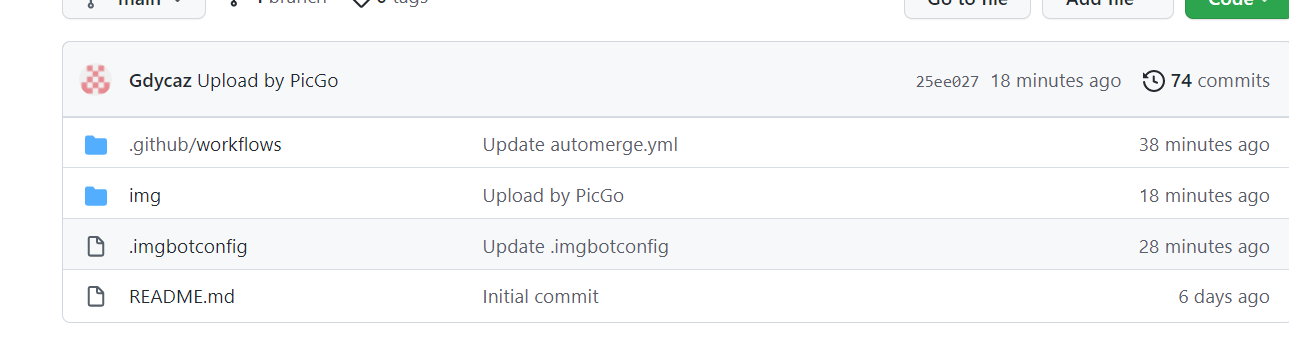 main 1 branch 0 tags Go to file Add file Code
Gdycaz Upload by PicGo 25ee027 18 minutes ago 74 commits
.github/workflows Update automerge.yml 38 minutes ago
img Upload by PicGo 18 minutes ago
.imgbotconfig Update .imgbotconfig 28 minutes ago
README.md Initial commit 6 days ago